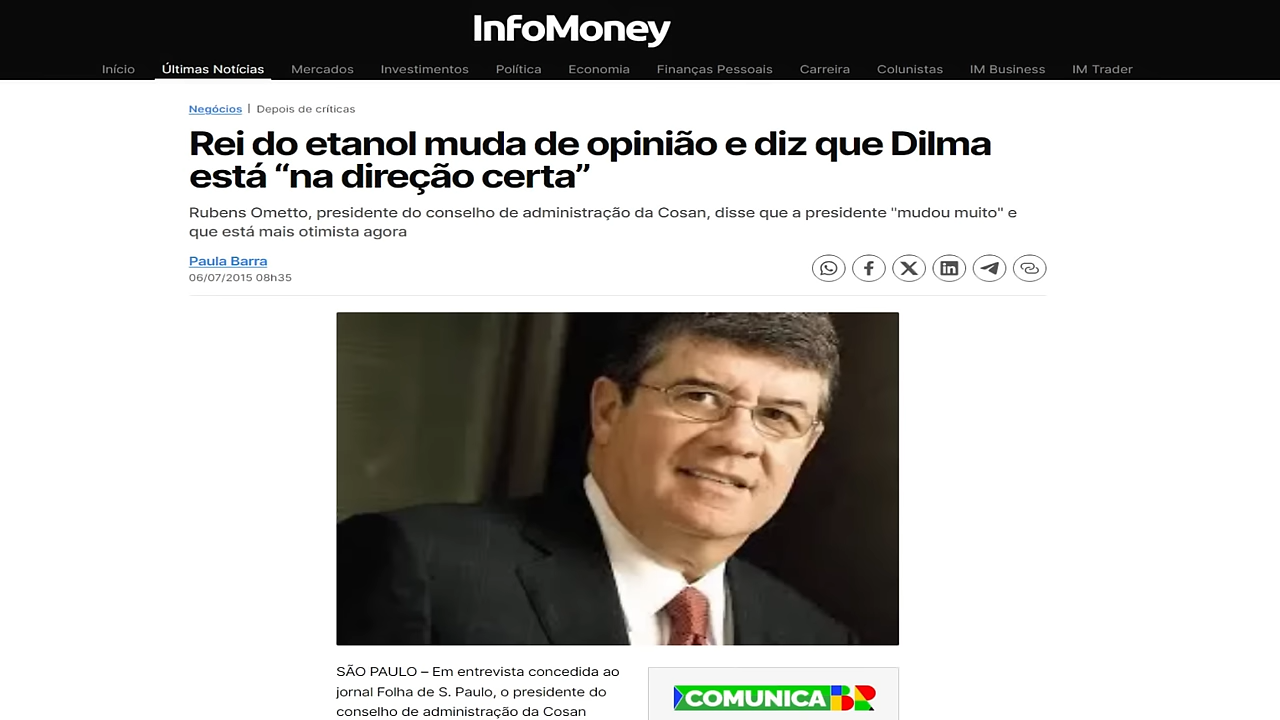 InfoMoney
Início Últimas Notícias Mercados Investimentos Política Economia Finanças Pessoais Carreira Colunistas IM Business IM Trader
Negócios | Depois de críticas
Rei do etanol muda de opinião e diz que Dilma
está “na direção certa”
Rubens Ometto, presidente do conselho de administração da Cosan, disse que a presidente "mudou muito" e
que está mais otimista agora
Paula Barra
06/07/2015 08h35
SÃO PAULO – Em entrevista concedida ao
jornal Folha de S. Paulo, o presidente do
conselho de administração da Cosan
COMUNICABR